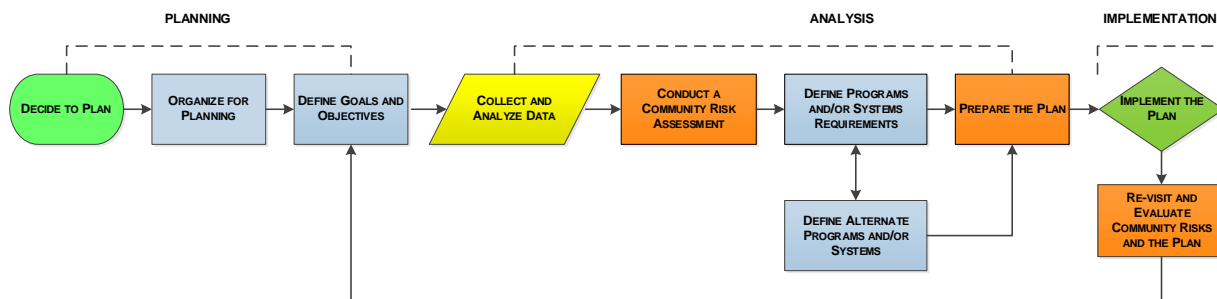 PLANNING
ANALYSIS
IMPLEMENTATION
DECIDE TO PLAN
ORGANIZE FOR
PLANNING
DEFINE GOALS AND
OBJECTIVES
COLLECT AND
ANALYZE DATA
CONDUCT A
COMMUNITY RISK
ASSESSMENT
DEFINE PROGRAMS
AND/OR SYSTEMS
REQUIREMENTS
PREPARE THE PLAN
IMPLEMENT THE
PLAN
DEFINE ALTERNATE
PROGRAMS AND/OR
SYSTEMS
RE-VISIT AND
EVALUATE
COMMUNITY RISKS
AND THE PLAN